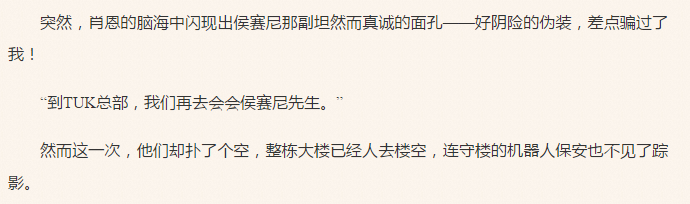 突然，肖恩的脑海中闪现出侯赛尼那副坦然而真诚的面孔——好阴险的伪装，差点骗过了
我！
“到TUK总部，我们再去会会侯赛尼先生。”
然而这一次，他们却扑了个空，整栋大楼已经人去楼空，连守楼的机器人保安也不见了踪
影。